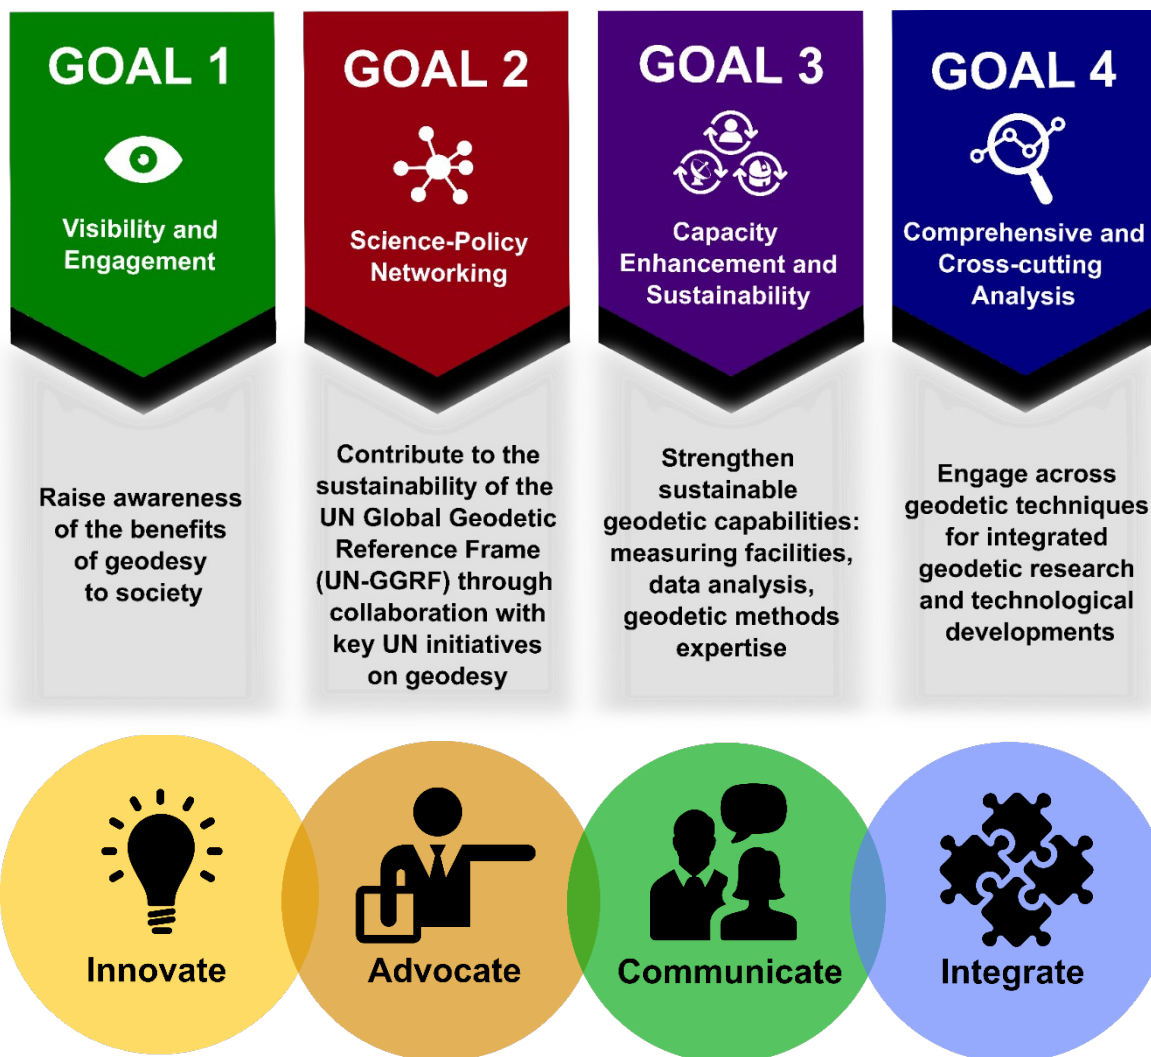 GOAL 1
Visibility and
Engagement
Raise awareness
of the benefits
of geodesy
to society
GOAL 2
Science-Policy
Networking
Contribute to the
sustainability of the
UN Global Geodetic
Reference Frame
(UN-GGRF) through
collaboration with
key UN initiatives
on geodesy
GOAL 3
Capacity
Enhancement and
Sustainability
Strengthen
sustainable
geodetic capabilities:
measuring facilities,
data analysis,
geodetic methods
expertise
GOAL 4
Comprehensive and
Cross-cutting
Analysis
Engage across
geodetic techniques
for integrated
geodetic research
and technological
developments
Innovate
Advocate
Communicate
Integrate